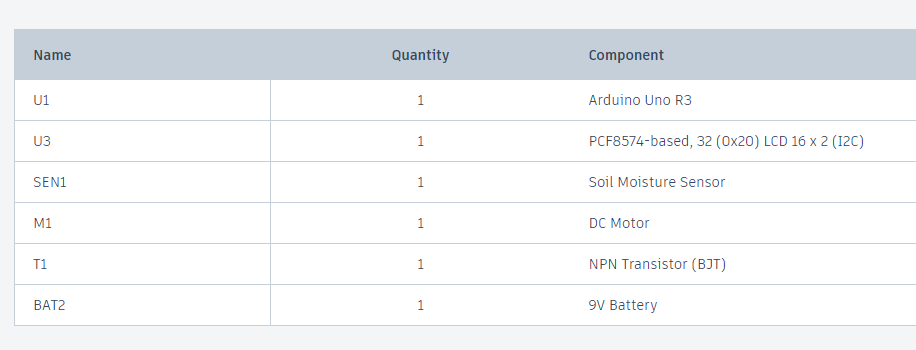 Name Quantity Component
U1 1 Arduino Uno R3
U3 1 PCF8574-based, 32 (0x20) LCD 16 x 2 (I2C)
SEN1 1 Soil Moisture Sensor
M1 1 DC Motor
T1 1 NPN Transistor (BJT)
BAT2 1 9V Battery